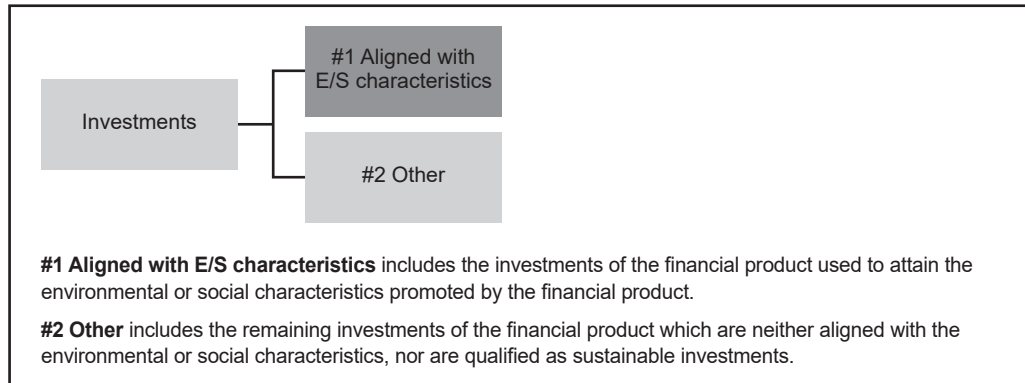 #1 Aligned with
E/S characteristics
Investments
#2 Other
#1 Aligned with E/S characteristics includes the investments of the financial product used to attain the
environmental or social characteristics promoted by the financial product.
#2 Other includes the remaining investments of the financial product which are neither aligned with the
environmental or social characteristics, nor are qualified as sustainable investments.